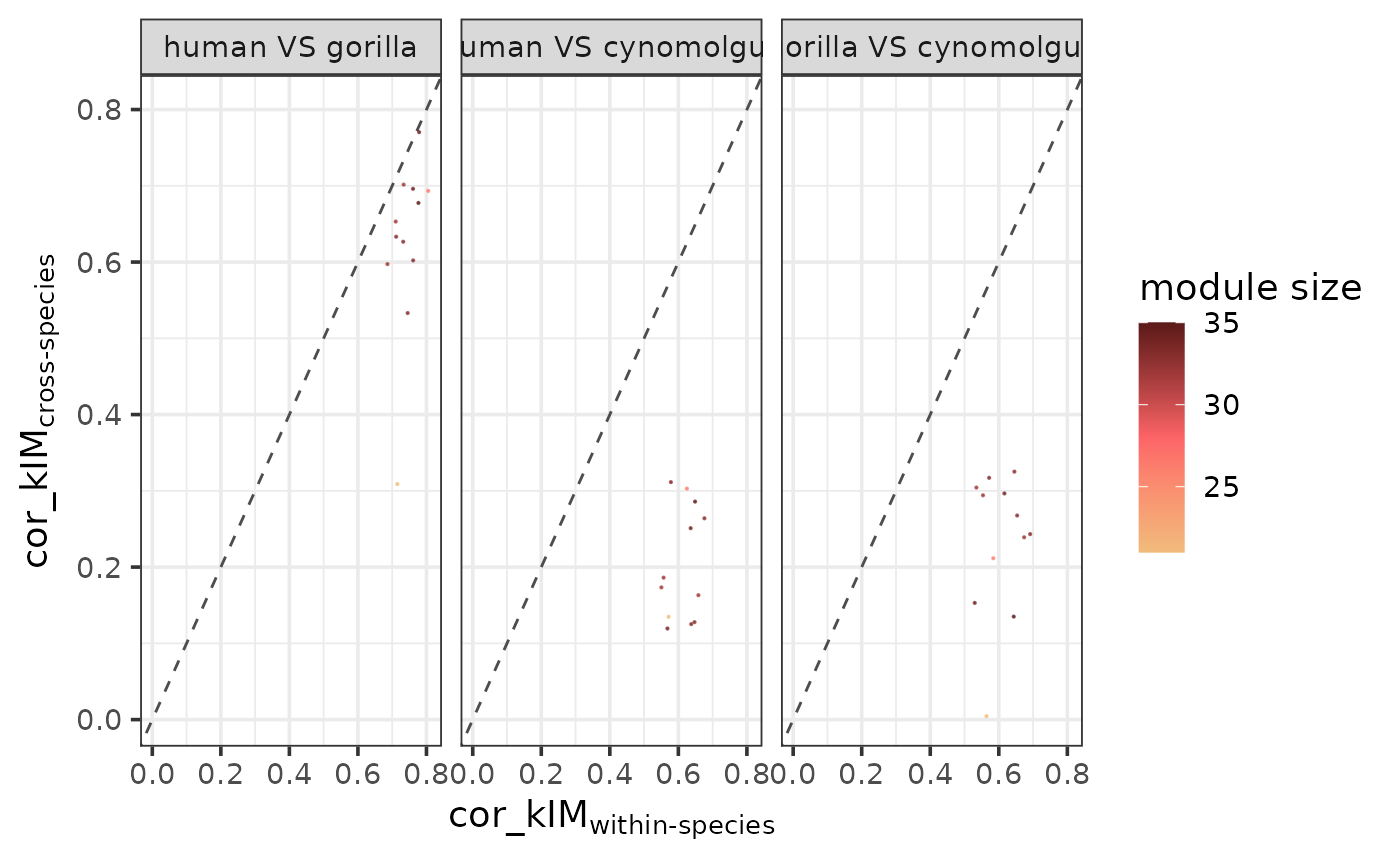 human VS gorilla
uman VS cynomolgu
orilla VS cynomolgu
0.8
0.6
0.4
0.2
0.0
cor_kIMcross-species
0.0 0.2 0.4 0.6 0.8
0.0 0.2 0.4 0.6 0.8
0.0 0.2 0.4 0.6 0.8
cor_kIMwithin-species
module size
35
30
25